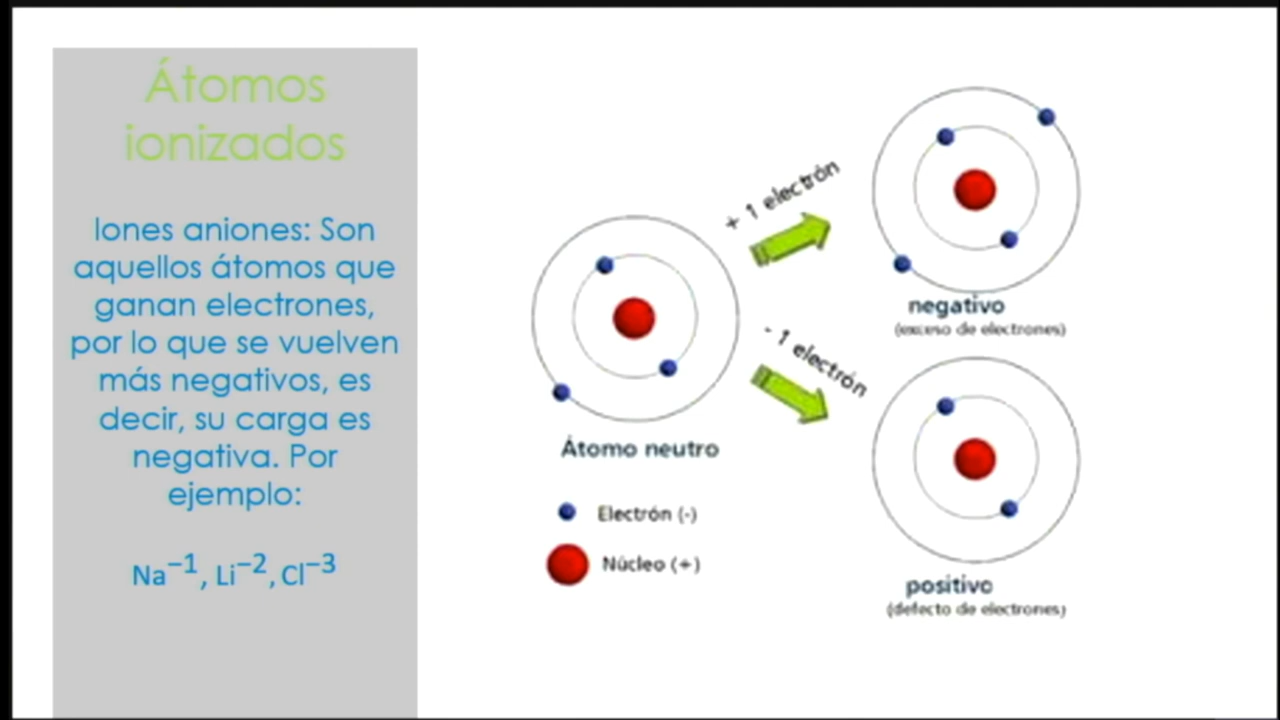 Átomos
ionizados
Iones aniones: Son
aquellos átomos que
ganan electrones,
por lo que se vuelven
más negativos, es
decir, su carga es
negativa. Por
ejemplo:
Na⁻¹, Li⁻², Cl⁻³
+ 1 electrón
negativo
(exceso de electrones)
- 1 electrón
Átomo neutro
Electrón (-)
Núcleo (+)
positivo
(defecto de electrones)